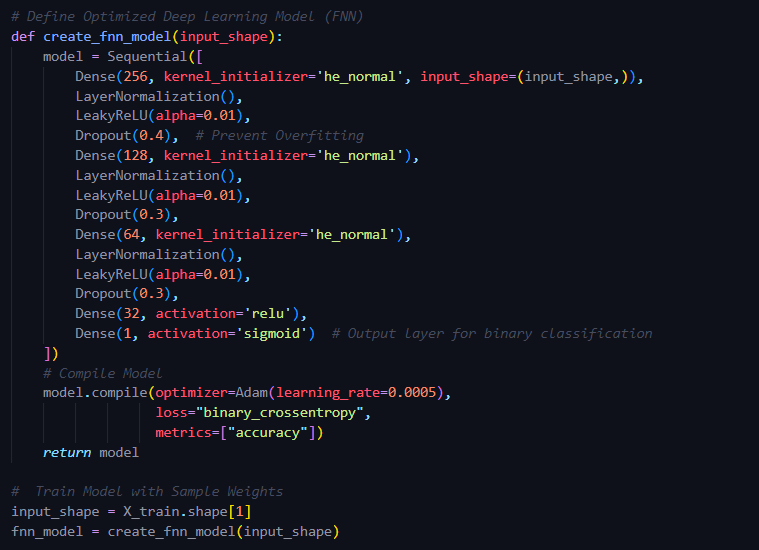 # Define Optimized Deep Learning Model (FNN)
def create_fnn_model(input_shape):
    model = Sequential([
        Dense(256, kernel_initializer='he_normal', input_shape=(input_shape,)),
        LayerNormalization(),
        LeakyReLU(alpha=0.01),
        Dropout(0.4),  # Prevent Overfitting
        Dense(128, kernel_initializer='he_normal'),
        LayerNormalization(),
        LeakyReLU(alpha=0.01),
        Dropout(0.3),
        Dense(64, kernel_initializer='he_normal'),
        LayerNormalization(),
        LeakyReLU(alpha=0.01),
        Dropout(0.3),
        Dense(32, activation='relu'),
        Dense(1, activation='sigmoid')  # Output layer for binary classification
    ])
    # Compile Model
    model.compile(optimizer=Adam(learning_rate=0.0005),
                  loss="binary_crossentropy",
                  metrics=["accuracy"])
    return model

#  Train Model with Sample Weights
input_shape = X_train.shape[1]
fnn_model = create_fnn_model(input_shape)